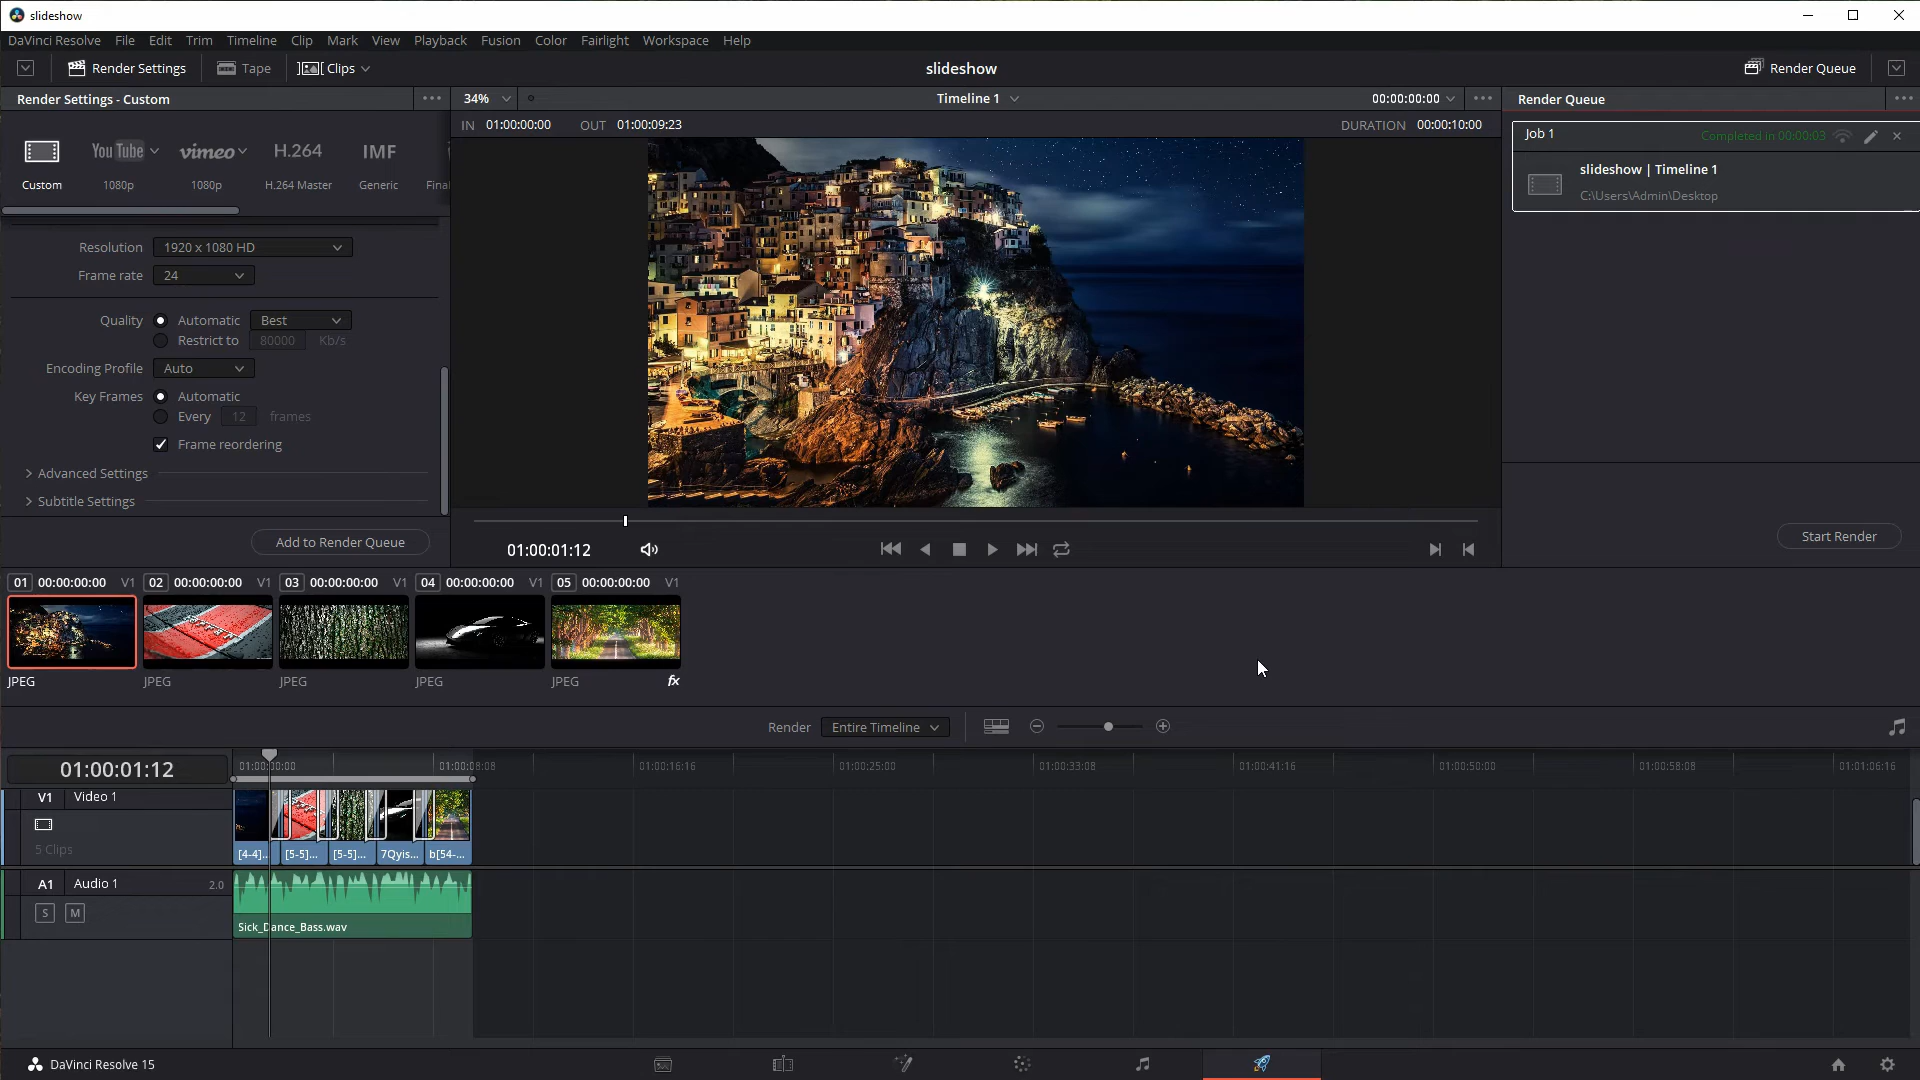 slideshow
DaVinci Resolve File Edit Trim Timeline Clip Mark View Playback Fusion Color Fairlight Workspace Help
Render Settings Tape Clips slideshow Render Queue
Render Settings - Custom
34% Timeline 1 00:00:00:00
Render Queue
IN 01:00:00:00 OUT 01:00:09:23 DURATION 00:00:10:00
Job 1 Completed in 00:00:03
slideshow | Timeline 1
C:\Users\Admin\Desktop
YouTube vimeo H.264 IMF
Custom 1080p 1080p H.264 Master Generic Final
Resolution 1920 x 1080 HD
Frame rate 24
Quality Automatic Best
Restrict to 80000 Kb/s
Encoding Profile Auto
Key Frames Automatic
Every 12 frames
Frame reordering
Advanced Settings
Subtitle Settings
Add to Render Queue
01:00:01:12
Start Render
01 00:00:00:00 V1 02 00:00:00:00 V1 03 00:00:00:00 V1 04 00:00:00:00 V1 05 00:00:00:00 V1
Ferrari
JPEG JPEG JPEG JPEG JPEG fx
Render Entire Timeline
01:00:01:12
01:00:00:00 01:00:08:08 01:00:16:16 01:00:25:00 01:00:33:08 01:00:41:16 01:00:50:00 01:00:58:08 01:01:06:16
V1 Video 1
5 Clips
[4-4]... [5-5]... [5-5]... 7Qyis... b[54-...
A1 Audio 1 2.0
S M
Sick_Dance_Bass.wav
DaVinci Resolve 15